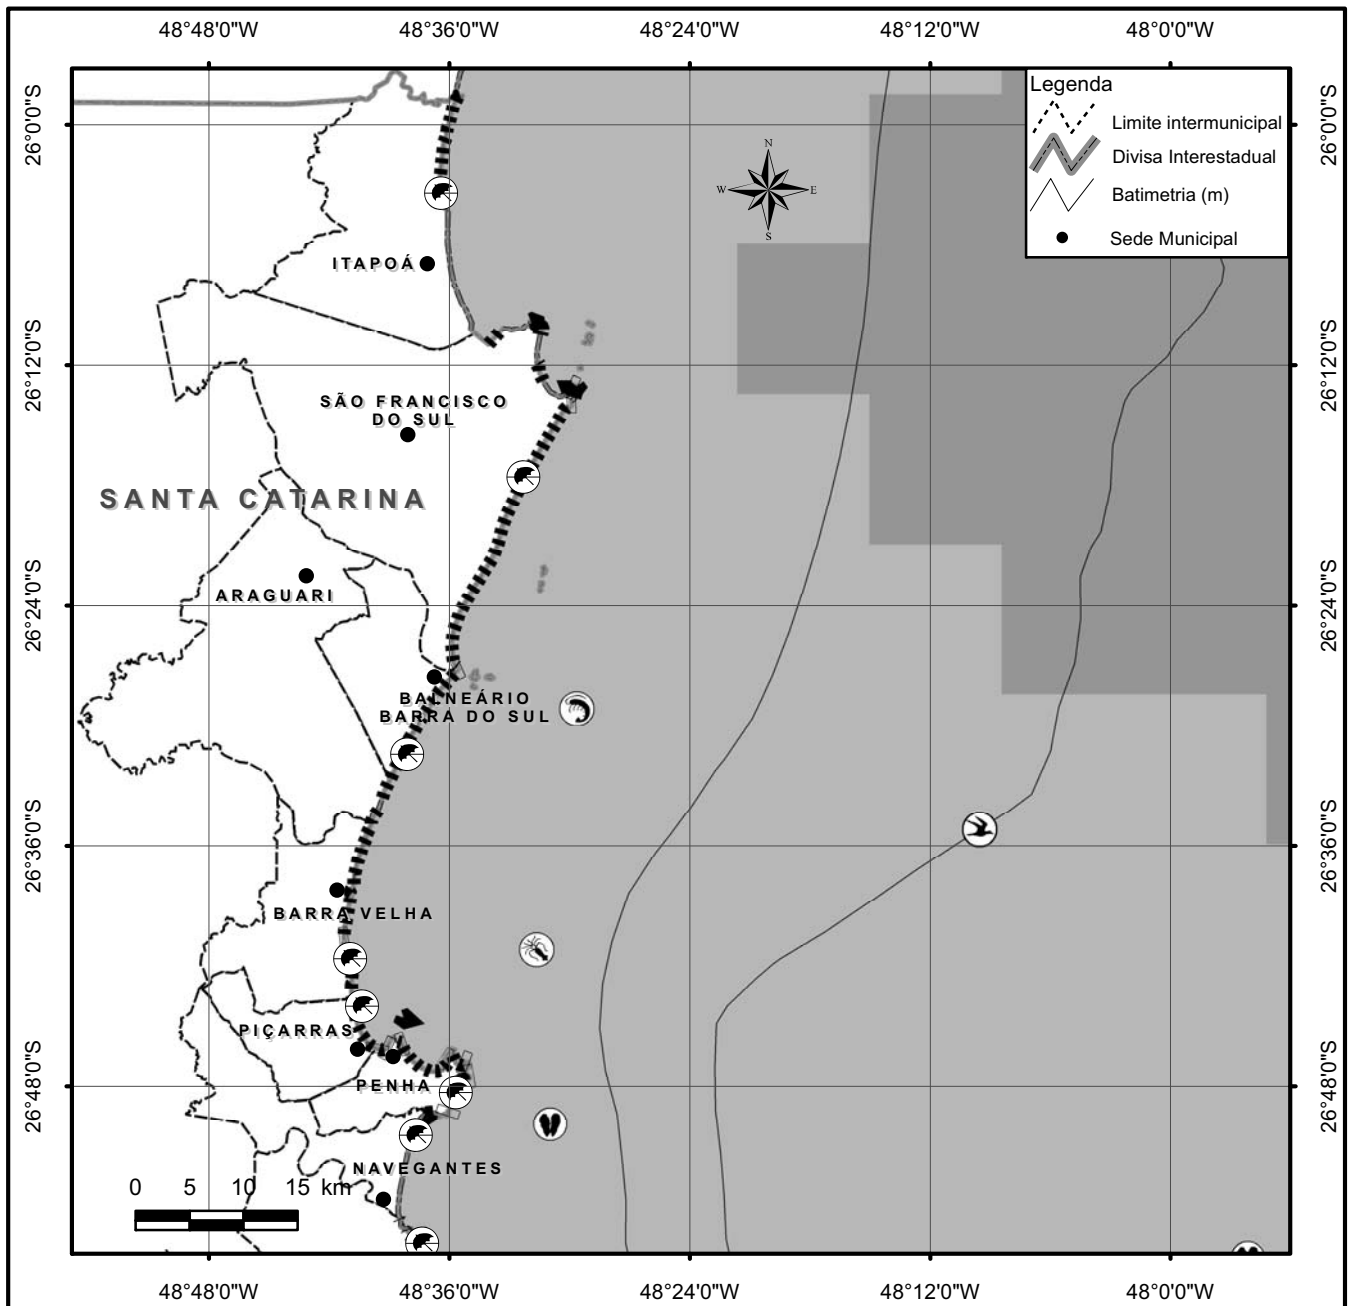 48°48'0"W 48°36'0"W 48°24'0"W 48°12'0"W 48°0'0"W
Legenda
Limite intermunicipal
Divisa Interestadual
Batimetria (m)
Sede Municipal
26°0'0"S 26°0'0"S
N
W E
S
ITAPOÁ
26°12'0"S 26°12'0"S
SÃO FRANCISCO
DO SUL
SANTA CATARINA
ARAGUARI
26°24'0"S 26°24'0"S
BALNEÁRIO
BARRA DO SUL
26°36'0"S 26°36'0"S
BARRA VELHA
PIÇARRAS
PENHA
26°48'0"S 26°48'0"S
NAVEGANTES
0 5 10 15 km
48°48'0"W 48°36'0"W 48°24'0"W 48°12'0"W 48°0'0"W